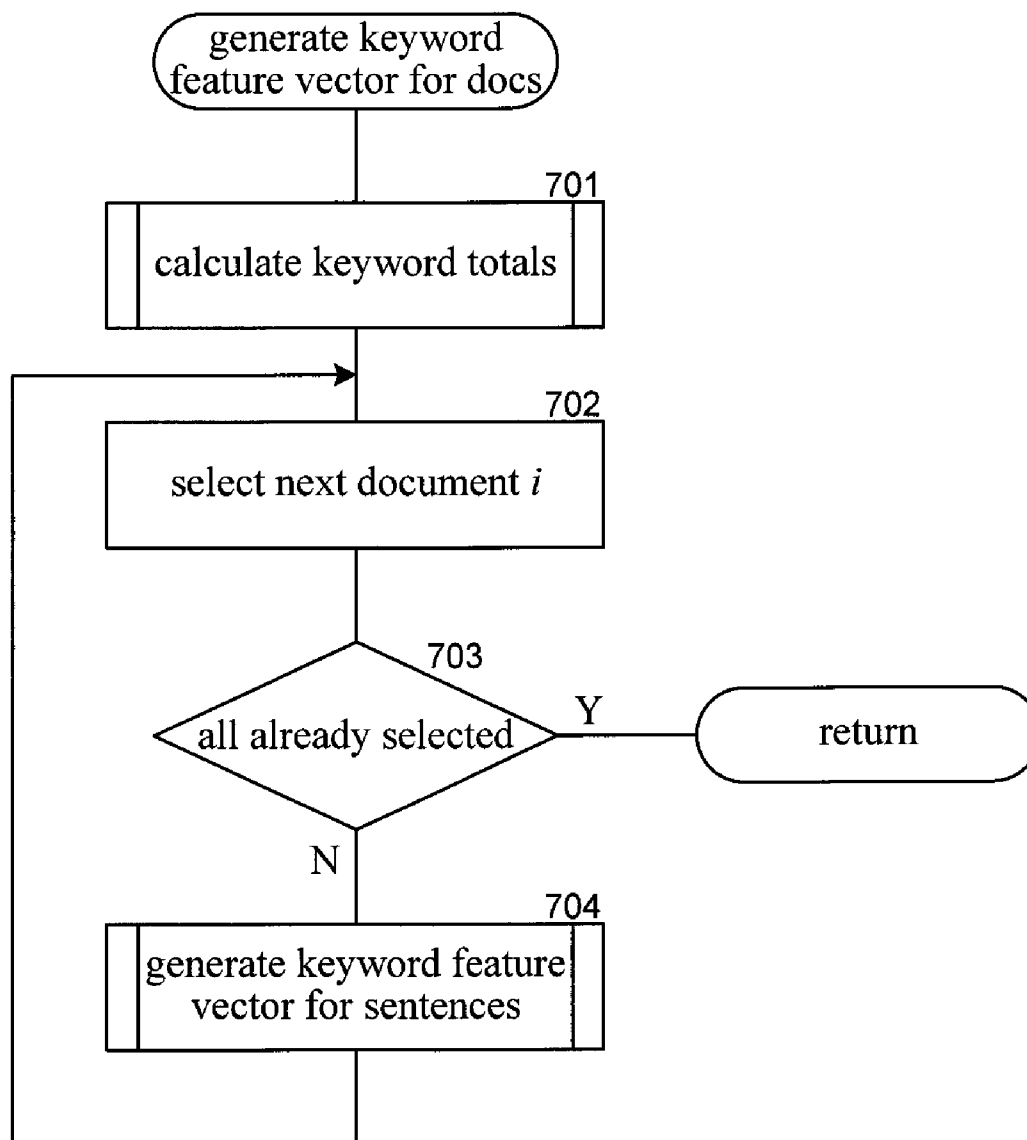 generate keyword
feature vector for docs
701
calculate keyword totals
702
select next document i
703
all already selected
Y
return
N
704
generate keyword feature
vector for sentences